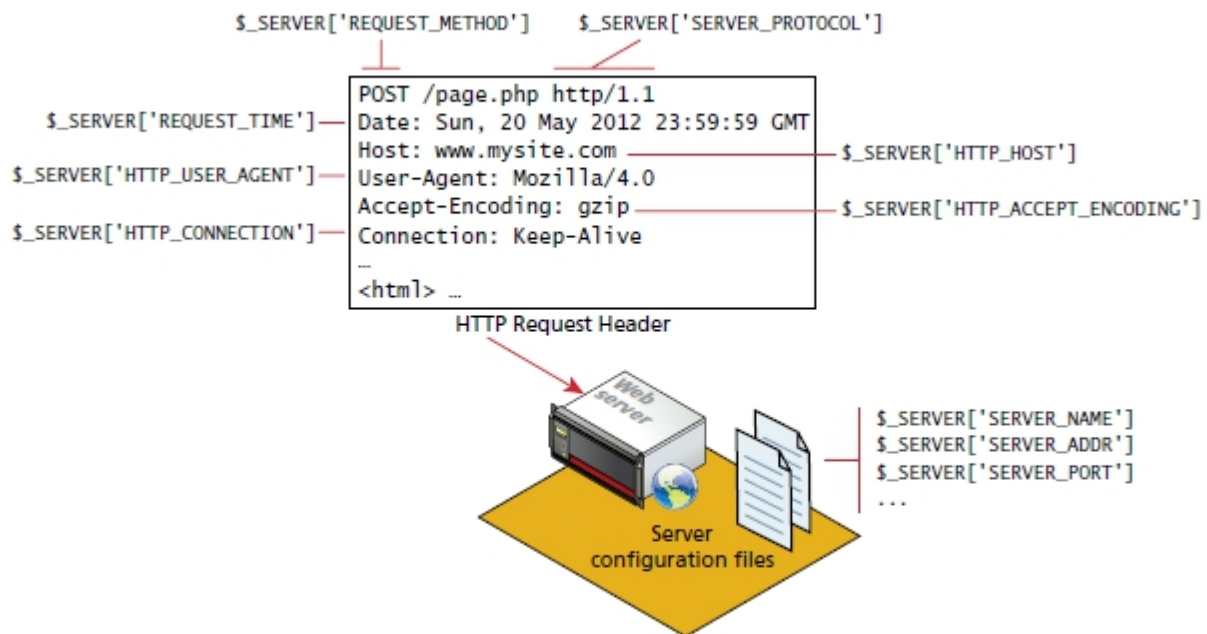 $_SERVER['REQUEST_METHOD']
$_SERVER['SERVER_PROTOCOL']
POST /page.php http/1.1
$_SERVER['REQUEST_TIME']
Date: Sun, 20 May 2012 23:59:59 GMT
Host: www.mysite.com
$_SERVER['HTTP_HOST']
$_SERVER['HTTP_USER_AGENT']
User-Agent: Mozilla/4.0
Accept-Encoding: gzip
$_SERVER['HTTP_ACCEPT_ENCODING']
$_SERVER['HTTP_CONNECTION']
Connection: Keep-Alive
…
<html> …
HTTP Request Header
Web
server
$_SERVER['SERVER_NAME']
$_SERVER['SERVER_ADDR']
$_SERVER['SERVER_PORT']
...
Server
configuration files